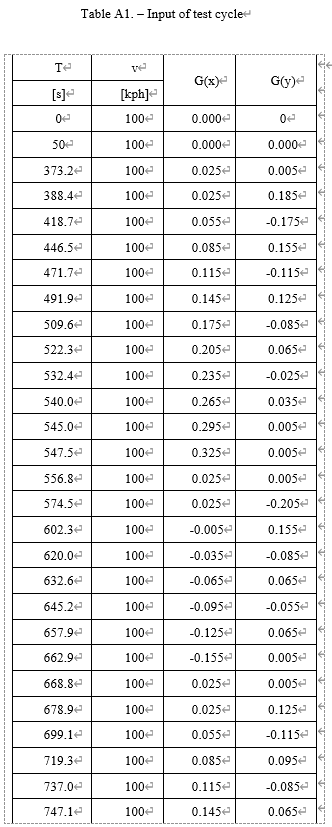 Table A1. – Input of test cycle
T v G(x) G(y)
[s] [kph]
0 100 0.000 0
50 100 0.000 0.000
373.2 100 0.025 0.005
388.4 100 0.025 0.185
418.7 100 0.055 -0.175
446.5 100 0.085 0.155
471.7 100 0.115 -0.115
491.9 100 0.145 0.125
509.6 100 0.175 -0.085
522.3 100 0.205 0.065
532.4 100 0.235 -0.025
540.0 100 0.265 0.035
545.0 100 0.295 0.005
547.5 100 0.325 0.005
556.8 100 0.025 0.005
574.5 100 0.025 -0.205
602.3 100 -0.005 0.155
620.0 100 -0.035 -0.085
632.6 100 -0.065 0.065
645.2 100 -0.095 -0.055
657.9 100 -0.125 0.065
662.9 100 -0.155 0.005
668.8 100 0.025 0.005
678.9 100 0.025 0.125
699.1 100 0.055 -0.115
719.3 100 0.085 0.095
737.0 100 0.115 -0.085
747.1 100 0.145 0.065